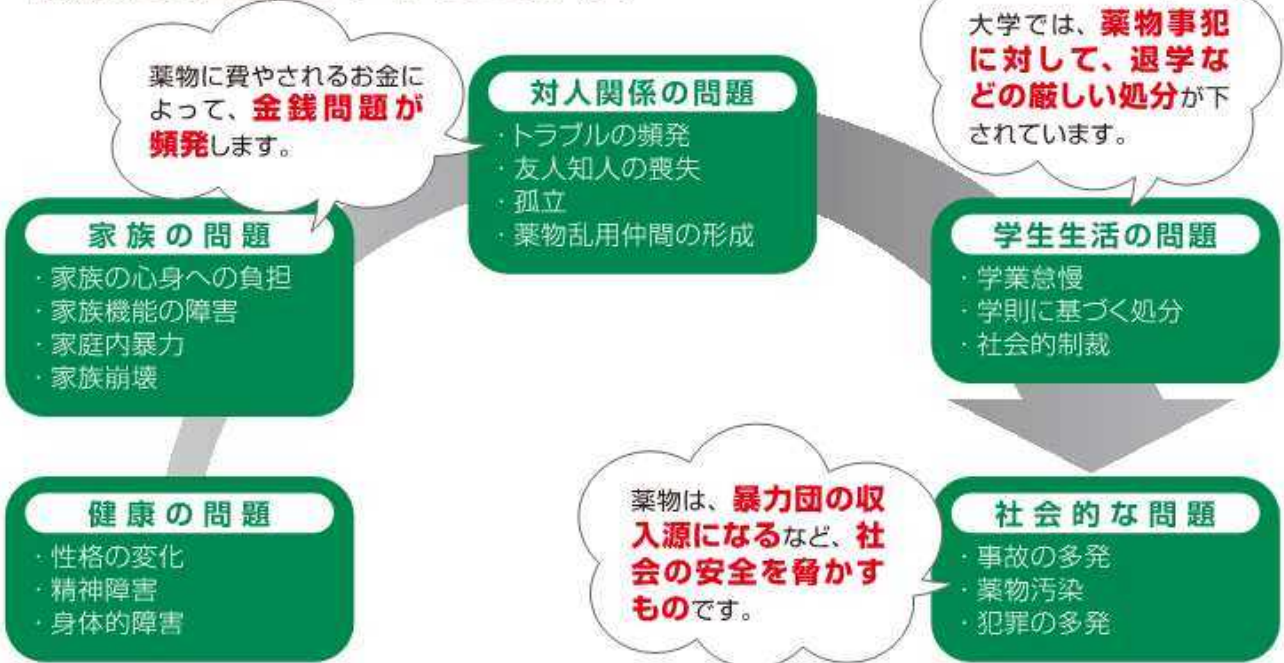 薬物に費やされるお金に
よって、金銭問題が
頻発します。
対人関係の問題
・トラブルの頻発
・友人知人の喪失
・孤立
・薬物乱用仲間の形成
大学では、薬物事犯
に対して、退学な
どの厳しい処分が下
されています。
家族の問題
・家族の心身への負担
・家族機能の障害
・家庭内暴力
・家族崩壊
学生生活の問題
・学業怠慢
・学則に基づく処分
・社会的制裁
健康の問題
・性格の変化
・精神障害
・身体的障害
薬物は、暴力団の収
入源になるなど、社
会の安全を脅かす
ものです。
社会的な問題
・事故の多発
・薬物汚染
・犯罪の多発